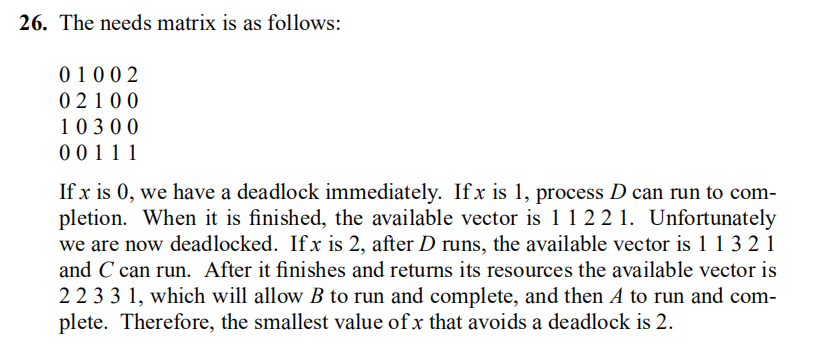 26. The needs matrix is as follows:
0 1 0 0 2
0 2 1 0 0
1 0 3 0 0
0 0 1 1 1
If x is 0, we have a deadlock immediately. If x is 1, process D can run to com-
pletion. When it is finished, the available vector is 1 1 2 2 1. Unfortunately
we are now deadlocked. If x is 2, after D runs, the available vector is 1 1 3 2 1
and C can run. After it finishes and returns its resources the available vector is
2 2 3 3 1, which will allow B to run and complete, and then A to run and com-
plete. Therefore, the smallest value of x that avoids a deadlock is 2.